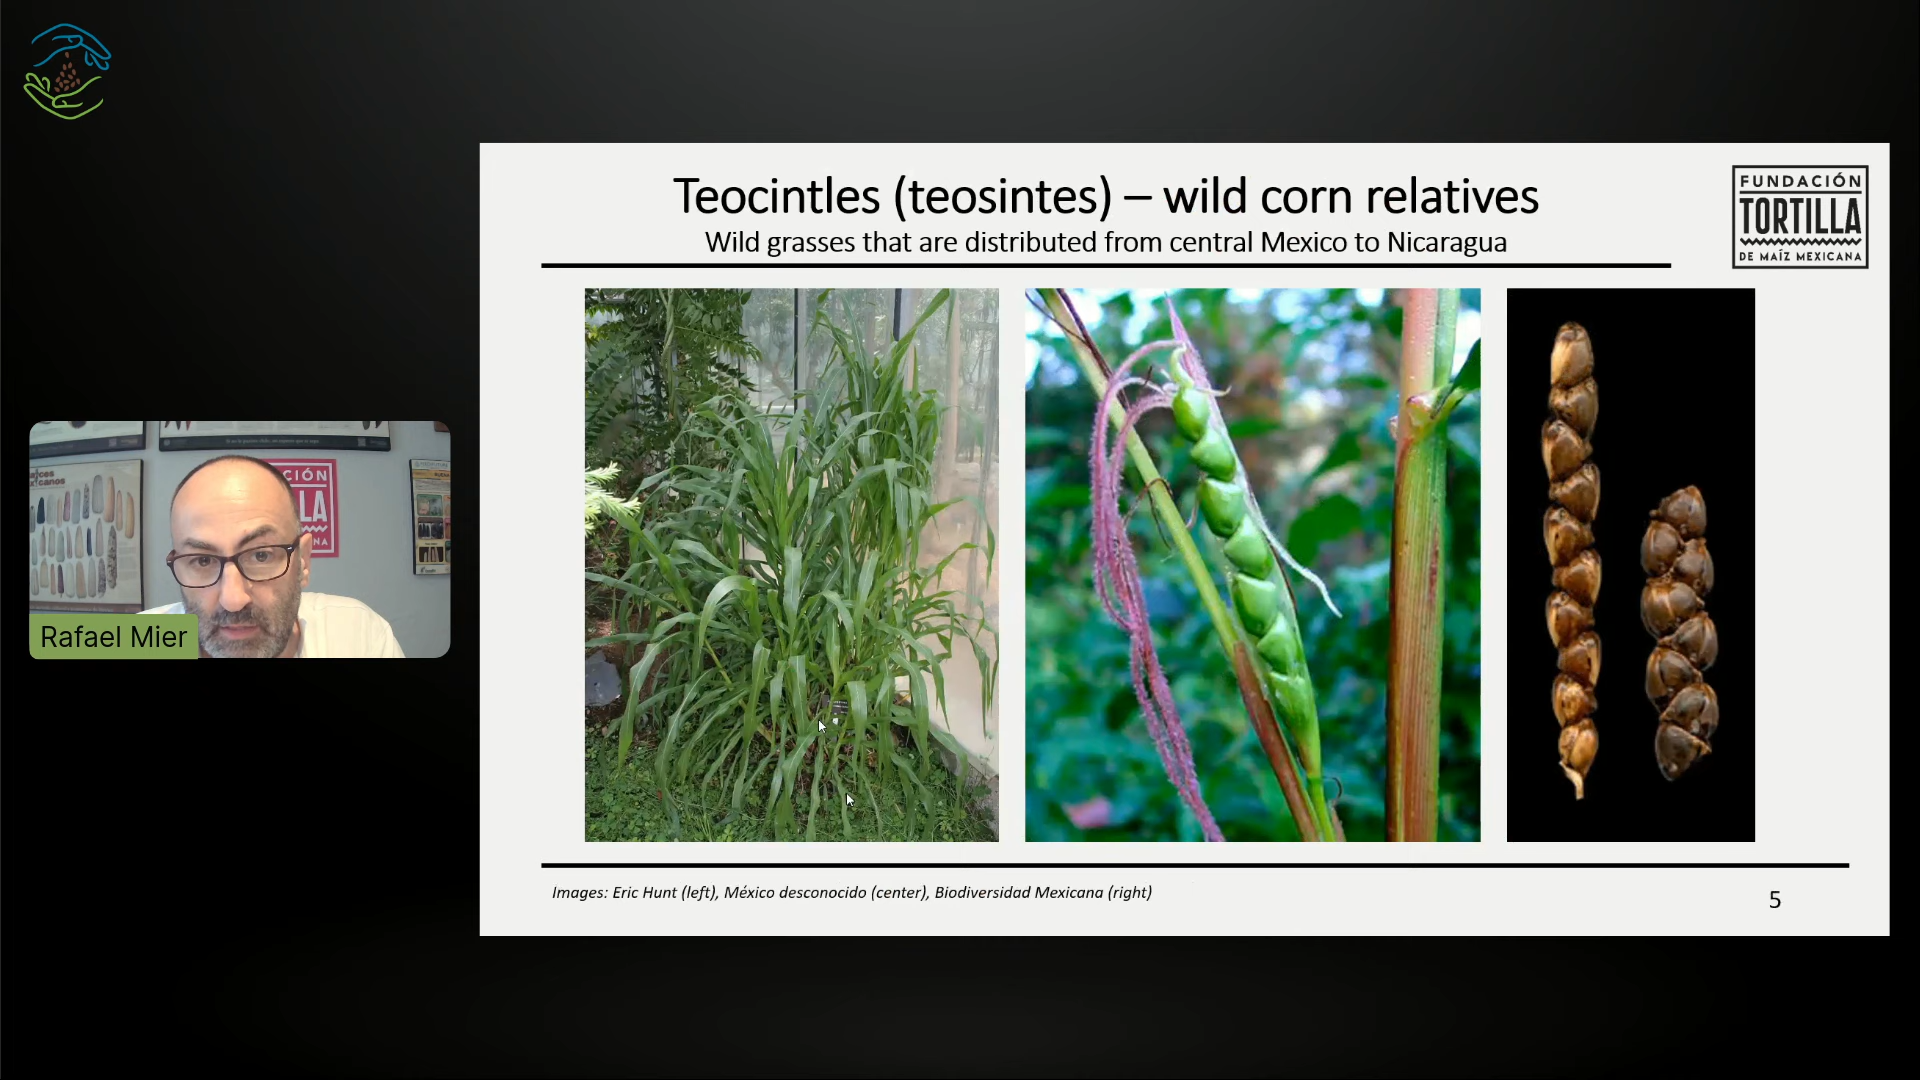 Teocintles (teosintes) – wild corn relatives
Wild grasses that are distributed from central Mexico to Nicaragua
FUNDACIÓN
TORTILLA
DE MAÍZ MEXICANA
Rafael Mier
Images: Eric Hunt (left), México desconocido (center), Biodiversidad Mexicana (right)
5